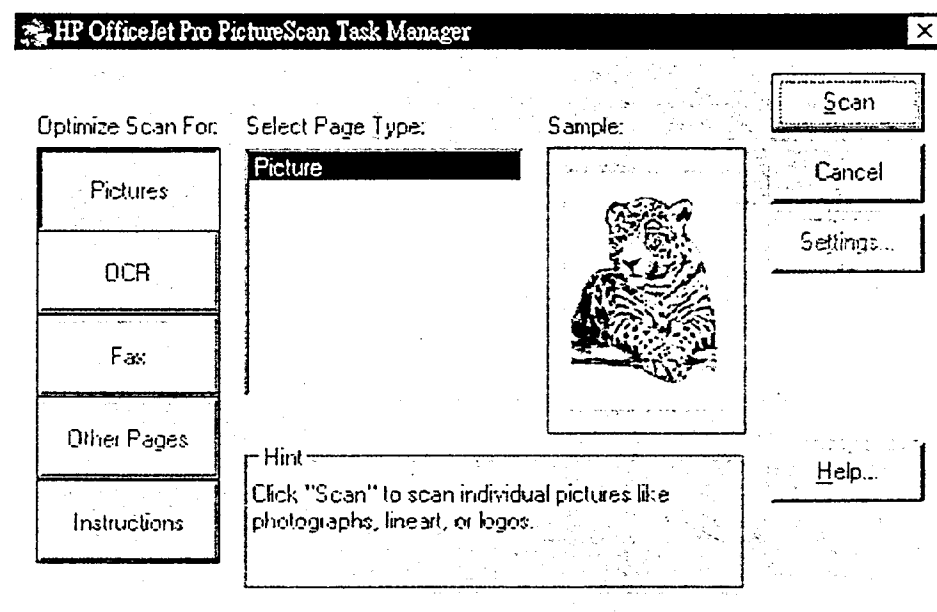 HP OfficeJet Pro PictureScan Task Manager
Optimize Scan For:
Pictures
OCR
Fax
Other Pages
Instructions
Select Page Type:
Picture
Sample:
Scan
Cancel
Settings...
Help...
Hint
Click "Scan" to scan individual pictures like
photographs, lineart, or logos.